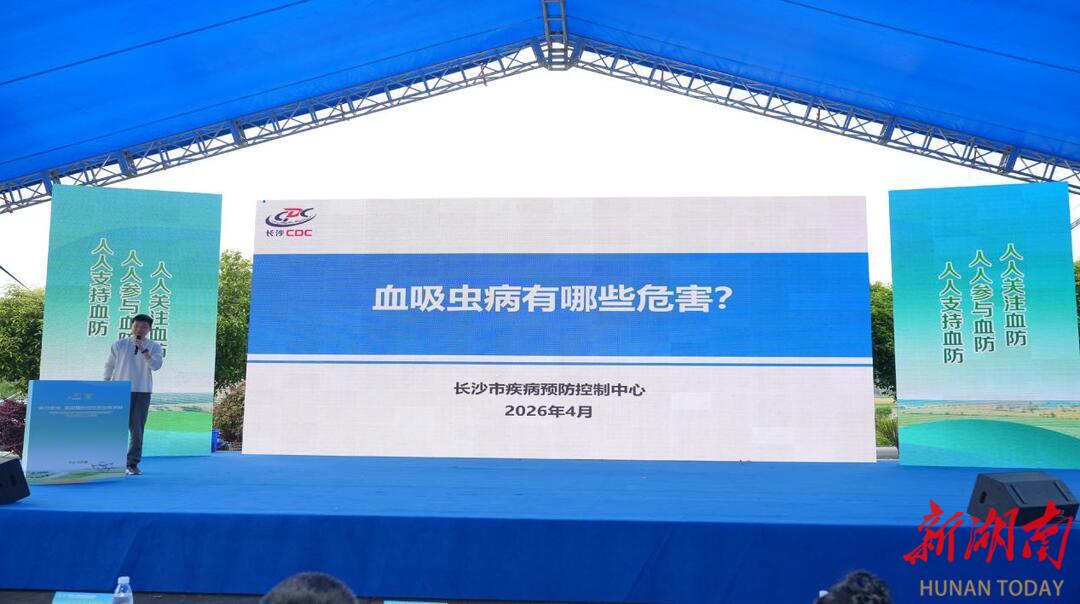 CDC
长沙CDC
血吸虫病有哪些危害?
长沙市疾病预防控制中心
2026年4月
人人关注血防
人人参与血防
人人支持血防
人人关注血防
人人参与血防
人人支持血防
新湖南
HUNAN TODAY